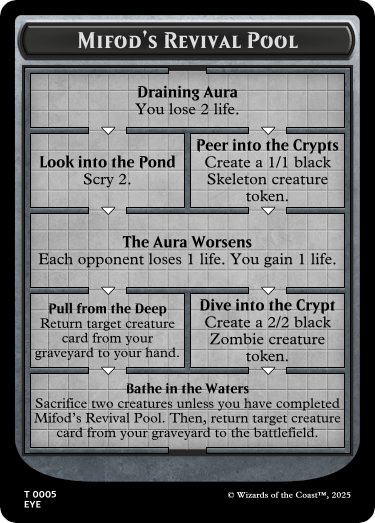 Mifod's Revival Pool
Draining Aura
You lose 2 life.
Look into the Pond
Scry 2.
Peer into the Crypts
Create a 1/1 black
Skeleton creature
token.
The Aura Worsens
Each opponent loses 1 life. You gain 1 life.
Pull from the Deep
Return target creature
card from your
graveyard to your hand.
Dive into the Crypt
Create a 2/2 black
Zombie creature
token.
Bathe in the Waters
Sacrifice two creatures unless you have completed
Mifod's Revival Pool. Then, return target creature
card from your graveyard to the battlefield.
T 0005
EYE
© Wizards of the Coast™, 2025